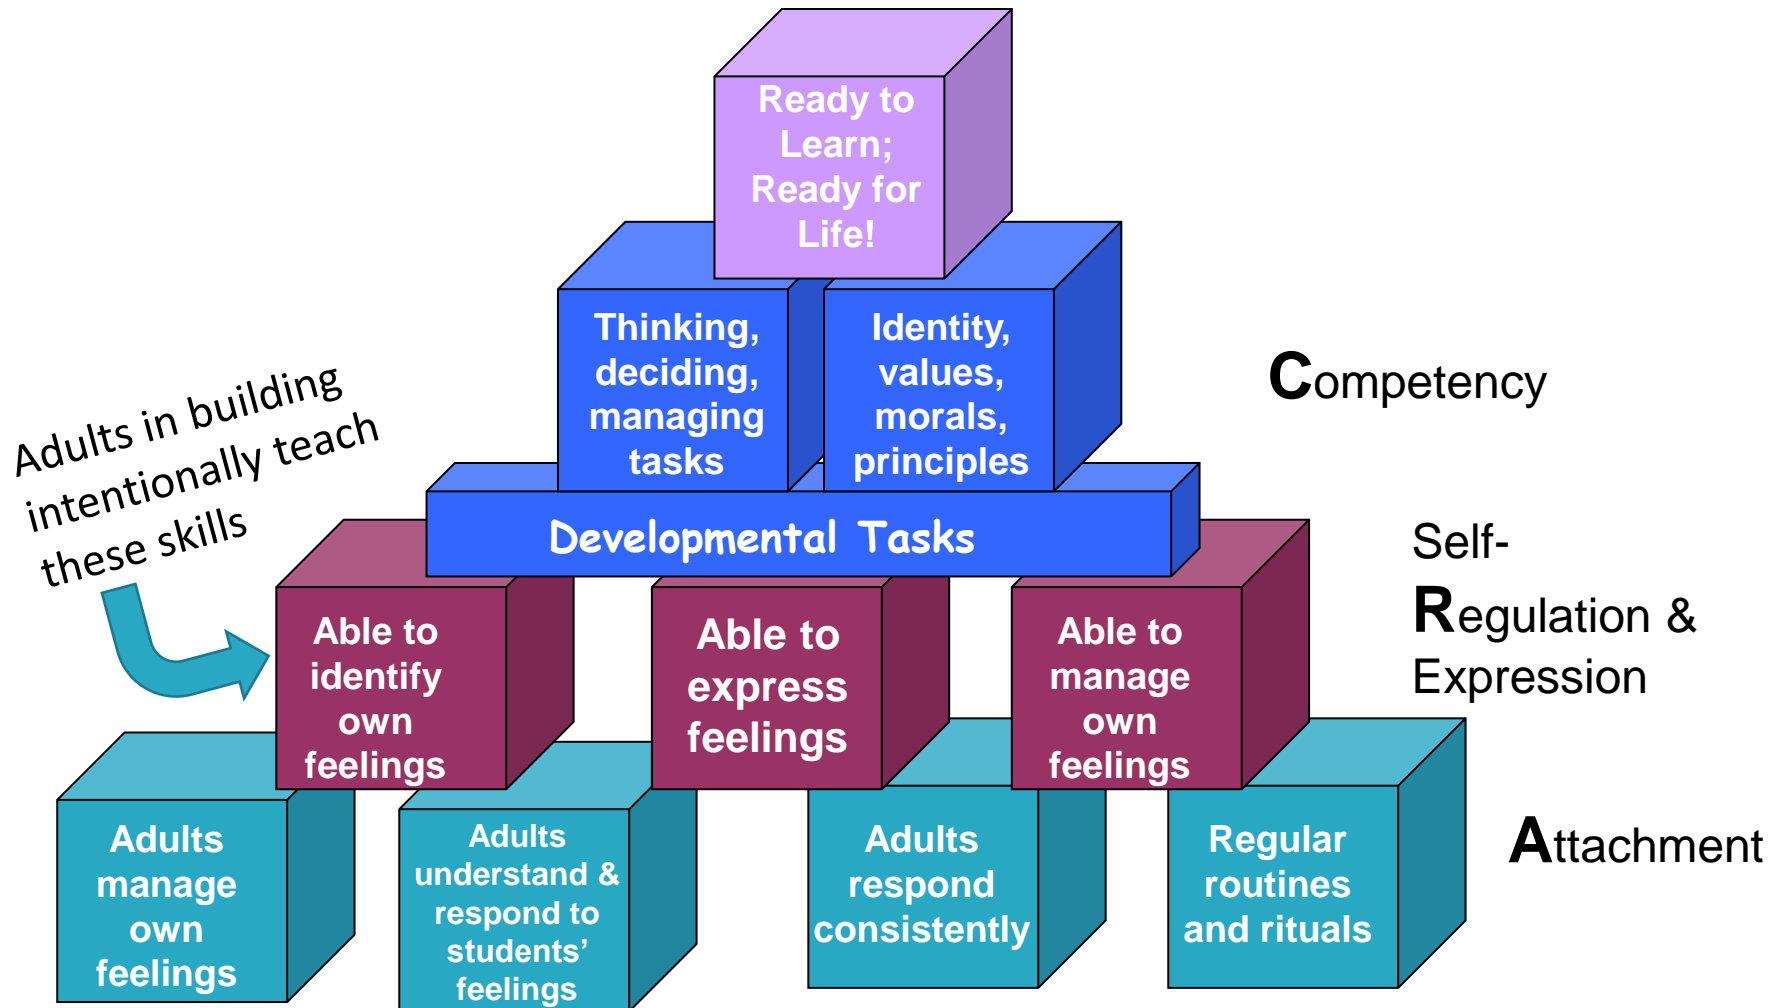 Ready to
Learn;
Ready for
Life!
Thinking,
deciding,
managing
tasks
Identity,
values,
morals,
principles
Competency
Developmental Tasks
Adults in building
intentionally teach
these skills
Able to
identify
own
feelings
Able to
express
feelings
Able to
manage
own
feelings
Self-
Regulation &
Expression
Adults
manage
own
feelings
Adults
understand &
respond to
students’
feelings
Adults
respond
consistently
Regular
routines
and rituals
Attachment